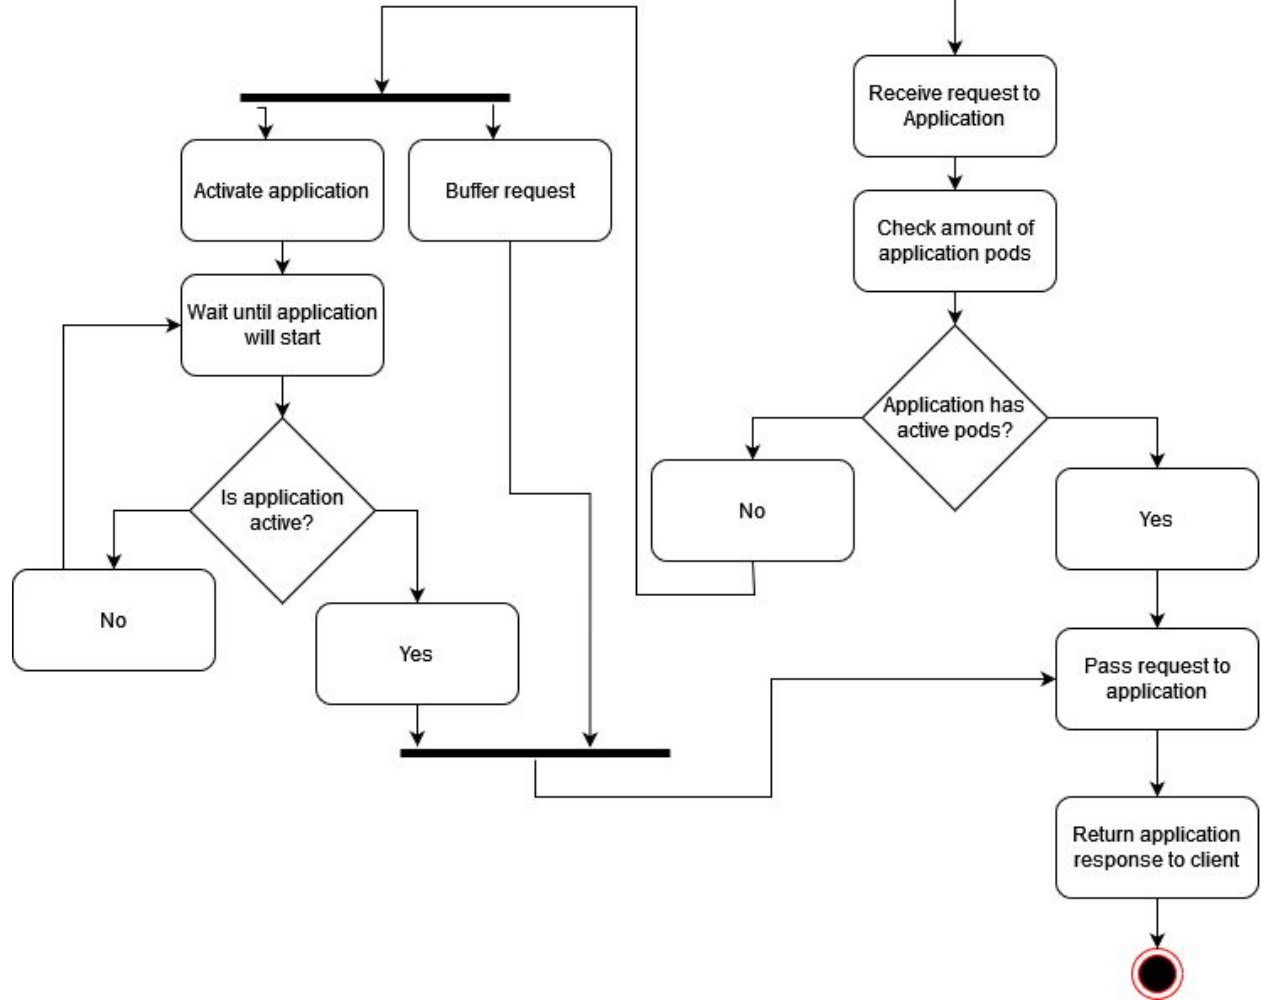 Receive request to
Application
Activate application
Buffer request
Check amount of
application pods
Wait until application
will start
Application has
active pods?
Is application
active?
No
Yes
No
Yes
Pass request to
application
Return application
response to client